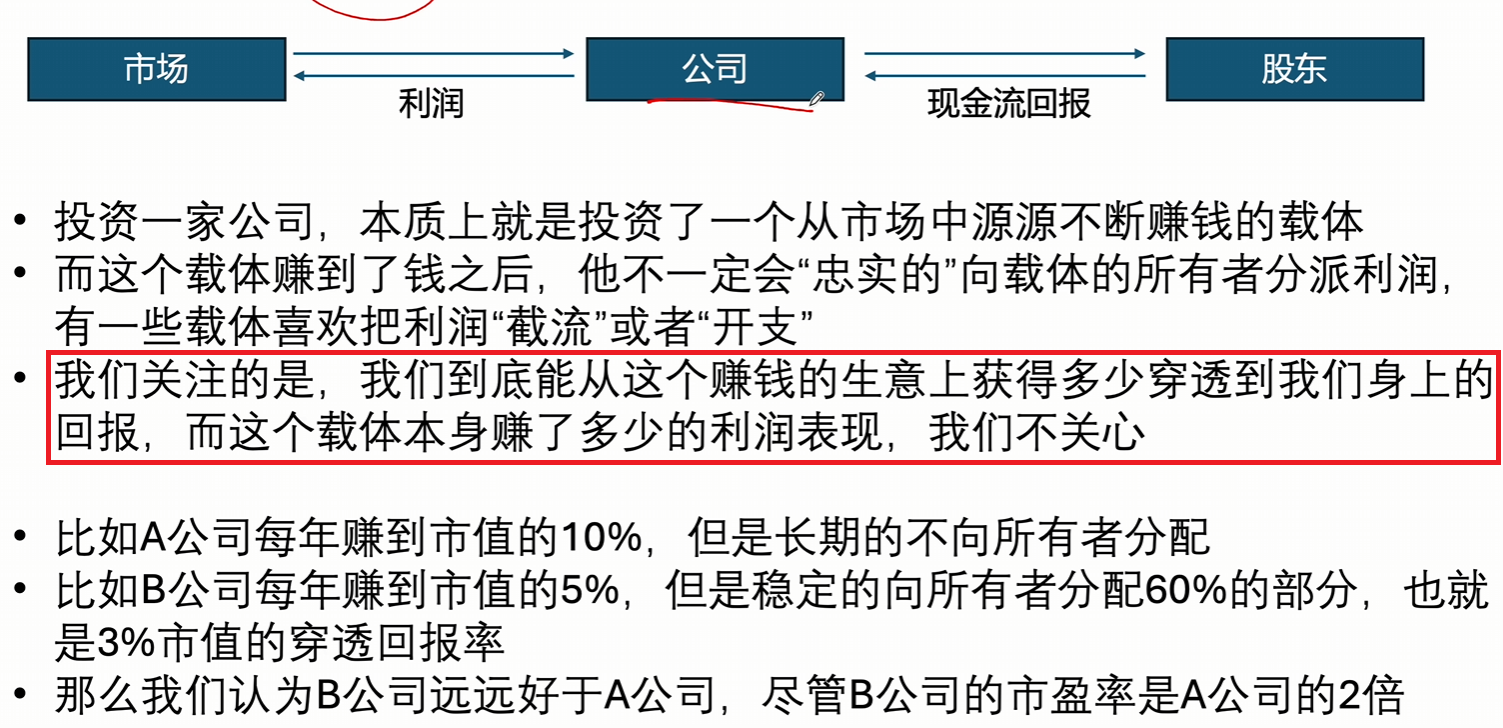 市场
公司
股东
利润
现金流回报
• 投资一家公司，本质上就是投资了一个从市场中源源不断赚钱的载体
• 而这个载体赚到了钱之后，他不一定会“忠实的”向载体的所有者分派利润，
有一些载体喜欢把利润“截流”或者“开支”
• 我们关注的是，我们到底能从这个赚钱的生意上获得多少穿透到我们身上的
回报，而这个载体本身赚了多少的利润表现，我们不关心
• 比如A公司每年赚到市值的10%，但是长期的不向所有者分配
• 比如B公司每年赚到市值的5%，但是稳定的向所有者分配60%的部分，也就
是3%市值的穿透回报率
• 那么我们认为B公司远远好于A公司，尽管B公司的市盈率是A公司的2倍